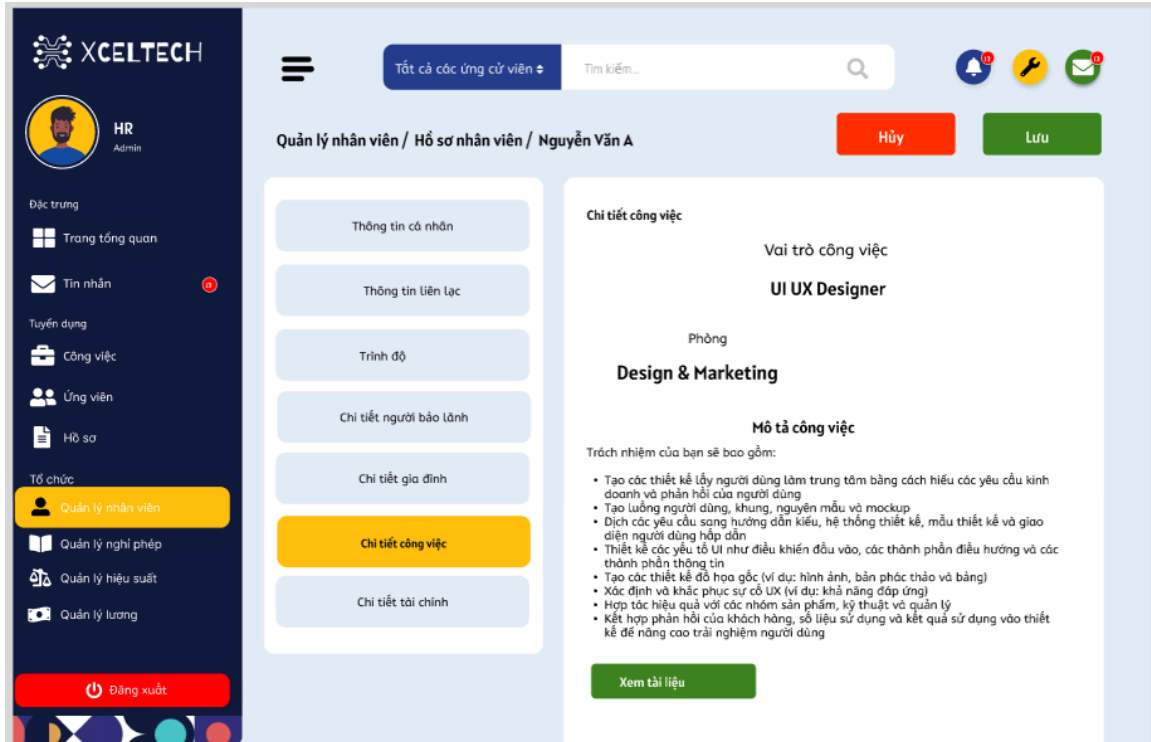 XCELTECH
HR
Admin
Đặc trưng
Trang tổng quan
Tin nhắn
13
Tuyển dụng
Công việc
Ứng viên
Hồ sơ
Tổ chức
Quản lý nhân viên
Quản lý nghỉ phép
Quản lý hiệu suất
Quản lý lương
Đăng xuất
Tất cả các ứng cử viên
Tìm kiếm...
13
13
Quản lý nhân viên / Hồ sơ nhân viên / Nguyễn Văn A
Hủy
Lưu
Thông tin cá nhân
Thông tin liên lạc
Trình độ
Chi tiết người bảo lãnh
Chi tiết gia đình
Chi tiết công việc
Chi tiết tài chính
Chi tiết công việc
Vai trò công việc
UI UX Designer
Phòng
Design & Marketing
Mô tả công việc
Trách nhiệm của bạn sẽ bao gồm:
• Tạo các thiết kế lấy người dùng làm trung tâm bằng cách hiểu các yêu cầu kinh
doanh và phản hồi của người dùng
• Tạo luồng người dùng, khung, nguyên mẫu và mockup
• Dịch các yêu cầu sang hướng dẫn kiểu, hệ thống thiết kế, mẫu thiết kế và giao
diện người dùng hấp dẫn
• Thiết kế các yếu tố UI như điều khiển đầu vào, các thành phần điều hướng và các
thành phần thông tin
• Tạo các thiết kế đồ họa gốc (ví dụ: hình ảnh, bản phác thảo và bảng)
• Xác định và khắc phục sự cố UX (ví dụ: khả năng đáp ứng)
• Hợp tác hiệu quả với các nhóm sản phẩm, kỹ thuật và quản lý
• Kết hợp phản hồi của khách hàng, số liệu sử dụng và kết quả sử dụng vào thiết
kế để nâng cao trải nghiệm người dùng
Xem tài liệu